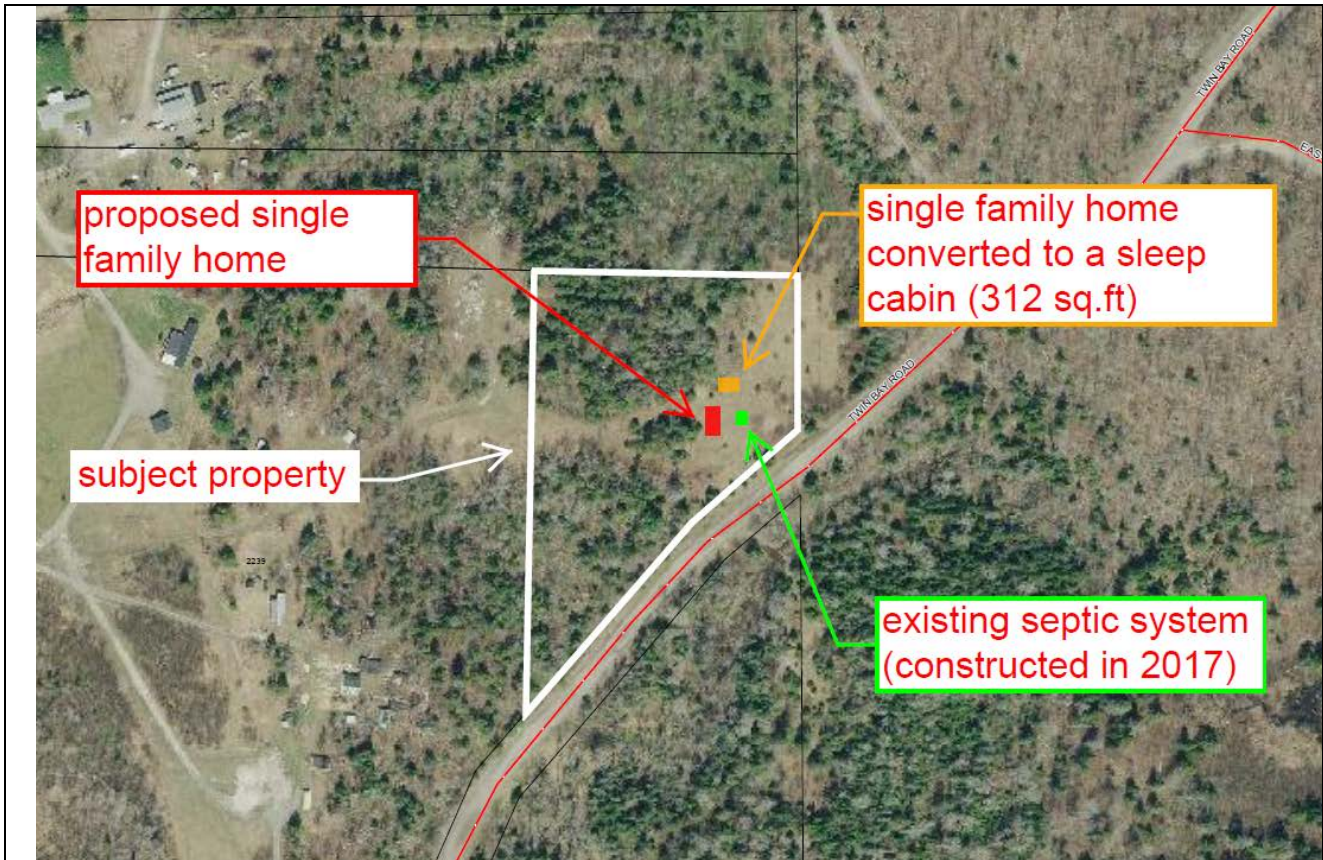 TWIN BAY ROAD
EAS
proposed single
family home
single family home
converted to a sleep
cabin (312 sq.ft)
TWIN BAY ROAD
subject property
2239
existing septic system
(constructed in 2017)